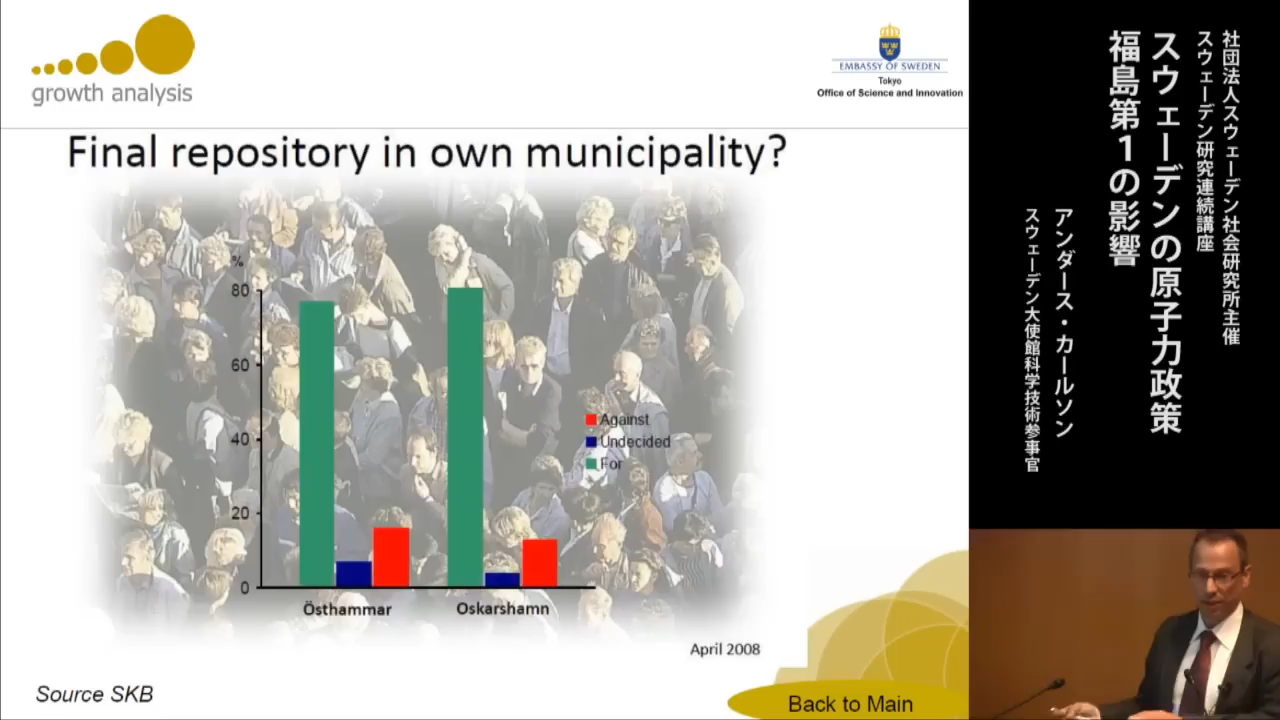 growth analysis
EMBASSY OF SWEDEN
Tokyo
Office of Science and Innovation
Final repository in own municipality?
%
80
60
40
20
0
Against
Undecided
For
Östhammar
Oskarshamn
April 2008
Source SKB
Back to Main
社団法人スウェーデン社会研究所主催
スウェーデン研究連続講座
スウェーデンの原子力政策
福島第1の影響
アンダース・カールソン
スウェーデン大使館科学技術参事官